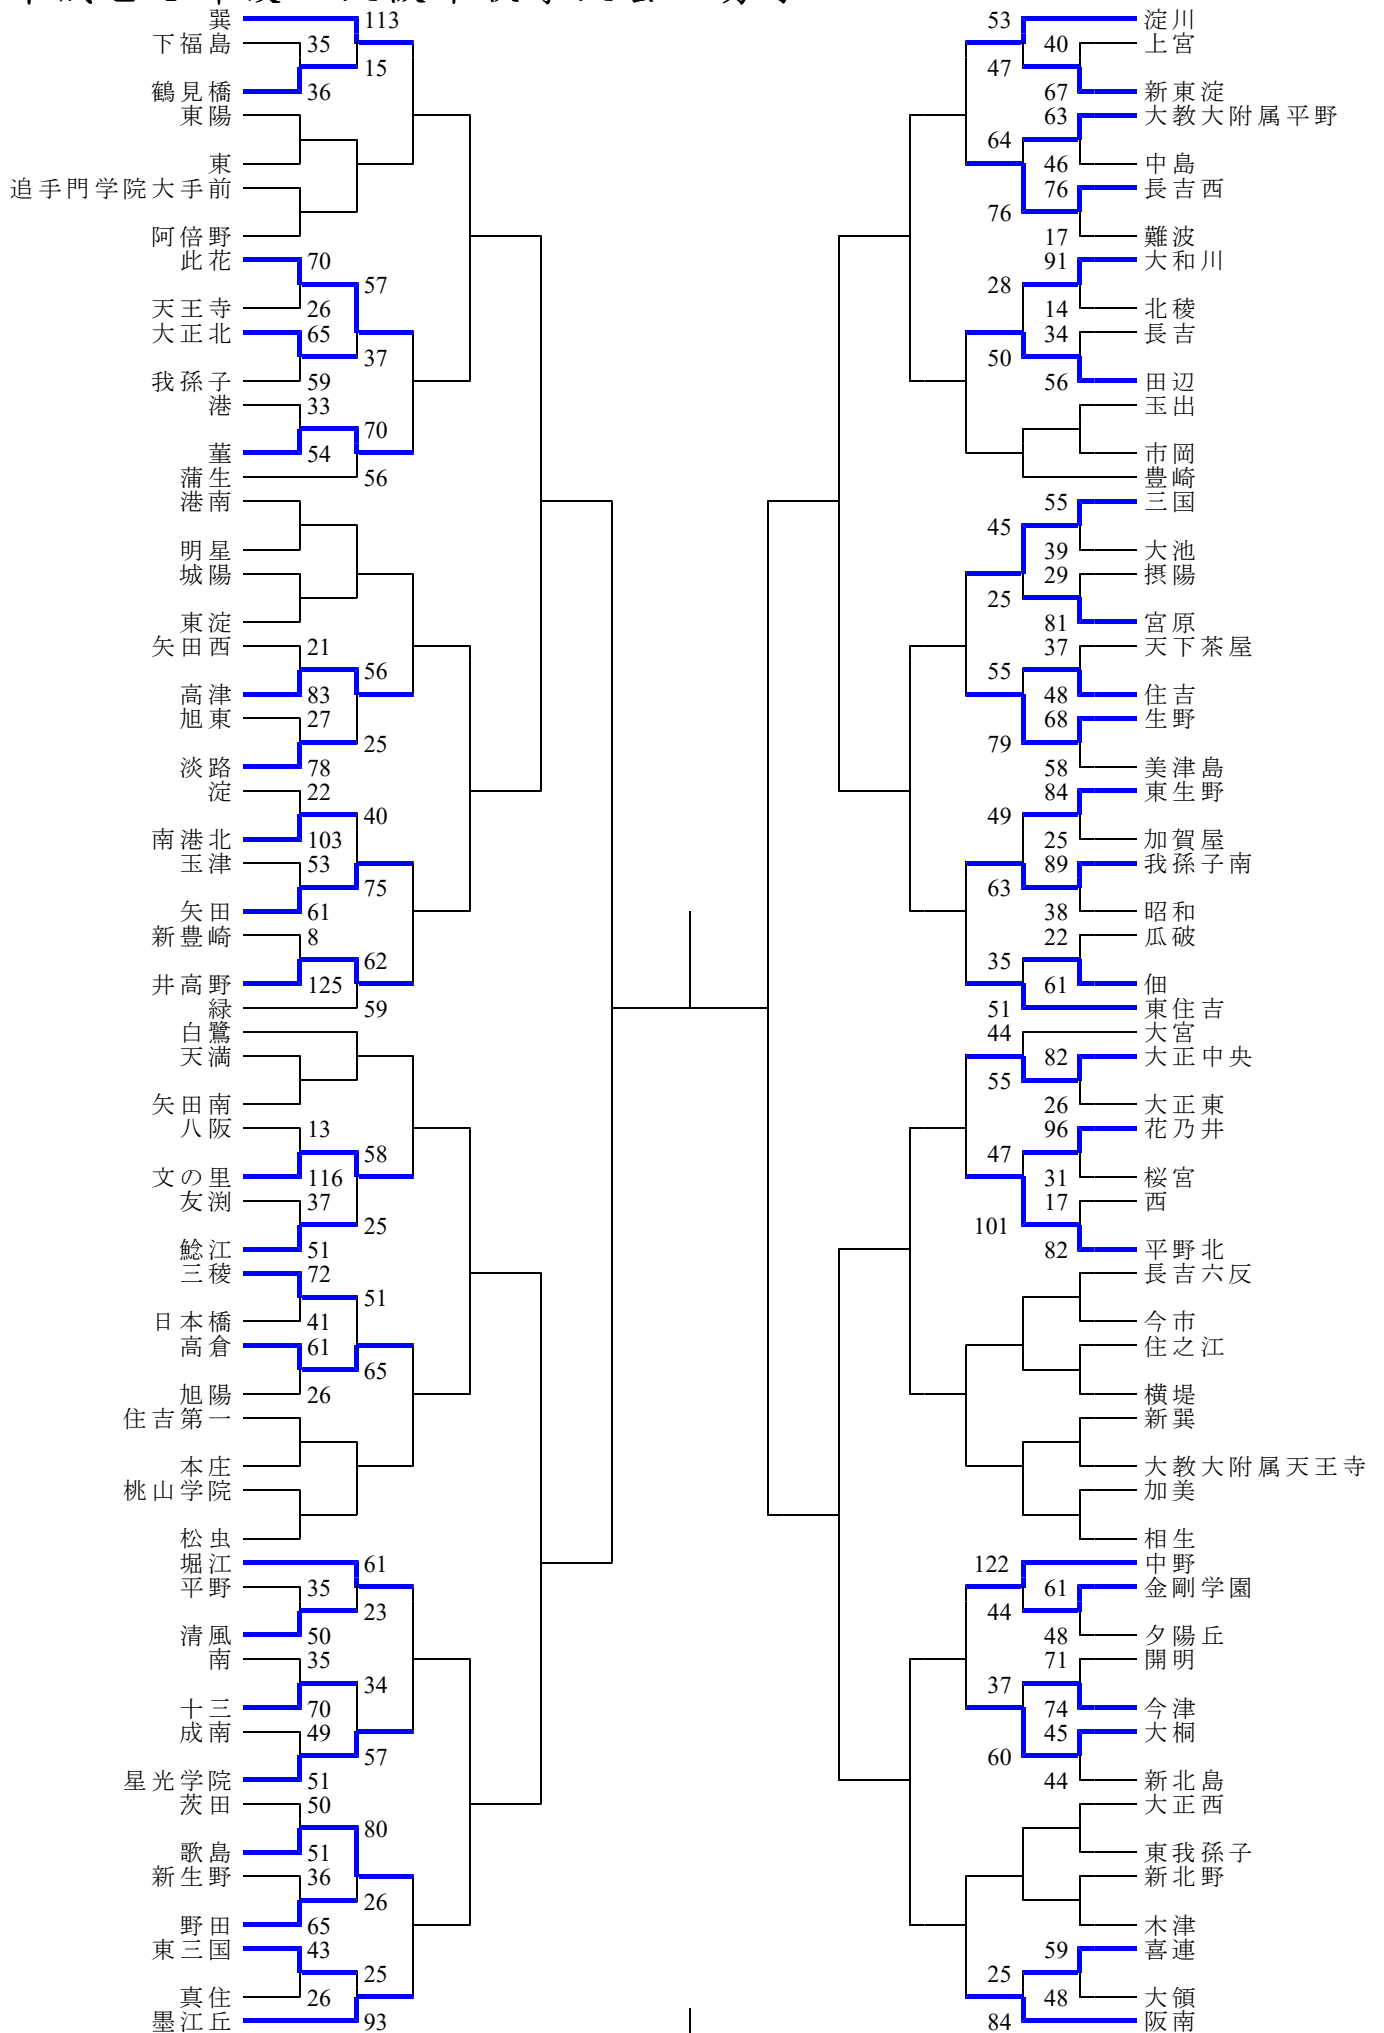 巽 113
下福島 35
15
鶴見橋 36
東陽
東
追手門学院大手前
阿倍野
此花 70
57
天王寺 26
大正北 65
37
我孫子 59
港 33
70
菫 54
蒲生 56
港南
明星
城陽
東淀
矢田西 21
56
高津 83
旭東 27
25
淡路 78
淀 22
40
南港北 103
玉津 53
75
矢田 61
新豊崎 8
62
井高野 125
緑 59
白鷺
天満
矢田南
八阪 13
58
文の里 116
友渕 37
25
鯰江 51
三稜 72
51
日本橋 41
高倉 61
65
旭陽 26
住吉第一
本庄
桃山学院
松虫
堀江 61
平野 35
23
清風 50
南 35
34
十三 70
成南 49
57
星光学院 51
茨田 50
80
歌島 51
新生野 36
26
野田 65
東三国 43
25
真住 26
墨江丘 93
53 淀川
40 上宮
47
67 新東淀
63 大教大附属平野
64
46 中島
76 長吉西
76
17 難波
91 大和川
28
14 北稜
34 長吉
50
56 田辺
玉出
市岡
豊崎
55 三国
45
39 大池
29 摂陽
25
81 宮原
37 天下茶屋
55
48 住吉
68 生野
79
58 美津島
84 東生野
49
25 加賀屋
89 我孫子南
63
38 昭和
22 瓜破
35
61 佃
51 東住吉
44 大宮
82 大正中央
55
26 大正東
96 花乃井
47
31 桜宮
17 西
101
82 平野北
長吉六反
今市
住之江
横堤
新巽
大教大附属天王寺
加美
相生
122 中野
61 金剛学園
44
48 夕陽丘
71 開明
37
74 今津
45 大桐
60
44 新北島
大正西
東我孫子
新北野
木津
59 喜連
25
48 大領
84 阪南